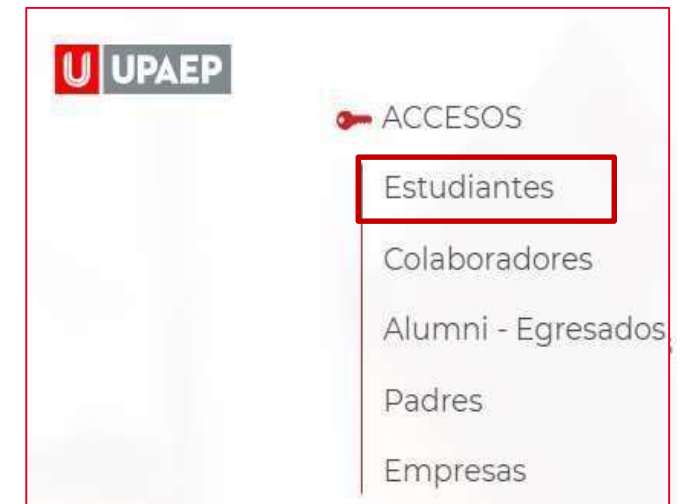 U UPAEP
ACCESOS
Estudiantes
Colaboradores
Alumni - Egresados
Padres
Empresas